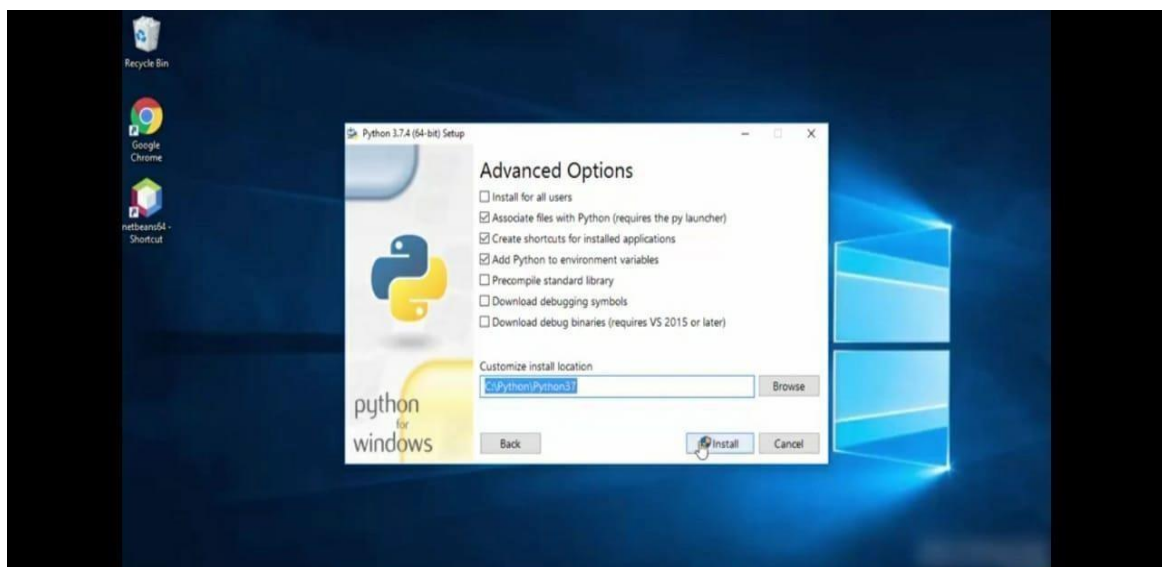 Recycle Bin
Google
Chrome
netbeans64 -
Shortcut
Python 3.7.4 (64-bit) Setup
Advanced Options
Install for all users
Associate files with Python (requires the py launcher)
Create shortcuts for installed applications
Add Python to environment variables
Precompile standard library
Download debugging symbols
Download debug binaries (requires VS 2015 or later)
Customize install location
C:\Python\Python37
Browse
python
for
windows
Back
Install
Cancel